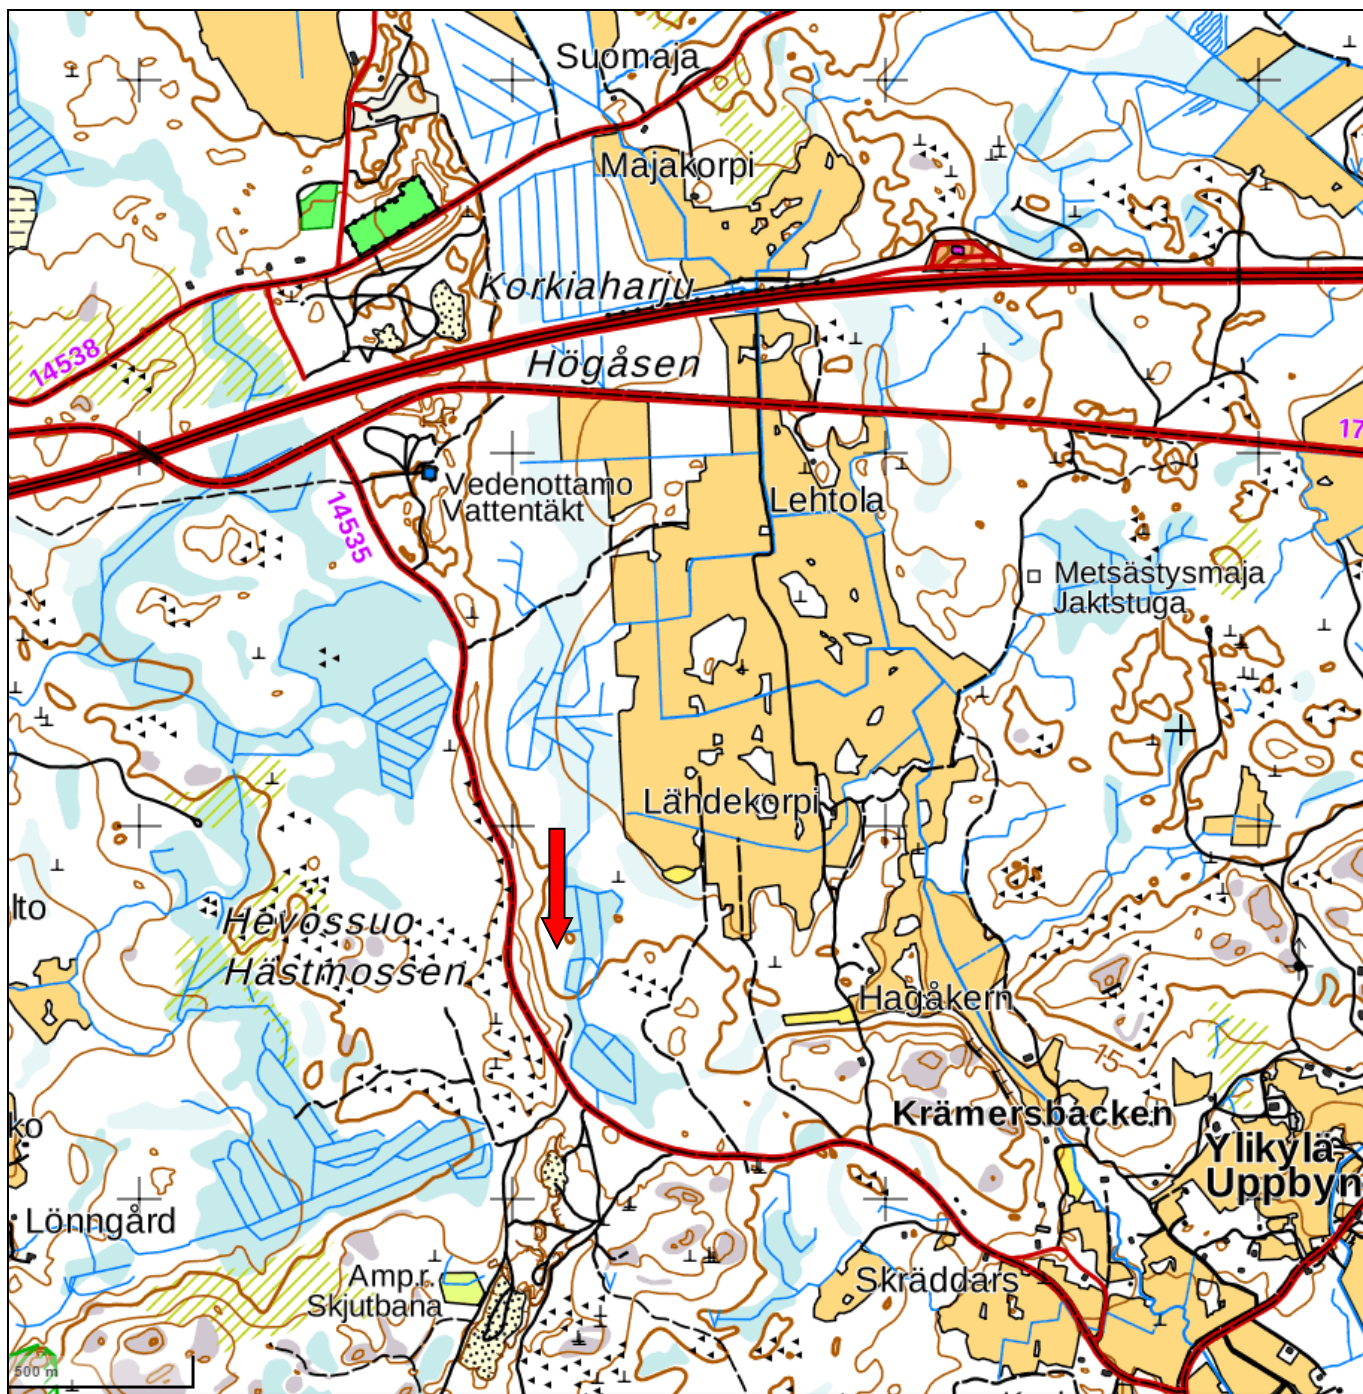 Suomaja
Majakorpi
Korkiaharju
Högåsen
14538
17
Vedenottamo
Vattentäkt
14535
Lehtola
Metsästysmaja
Jaktstuga
Lähdekorpi
lto
Hevossuo
Hästmossen
Hagåkern
15
Krämersbacken
ko
Ylikylä
Uppbyn
Lönngård
Amp.r.
Skjutbana
Skräddars
500 m